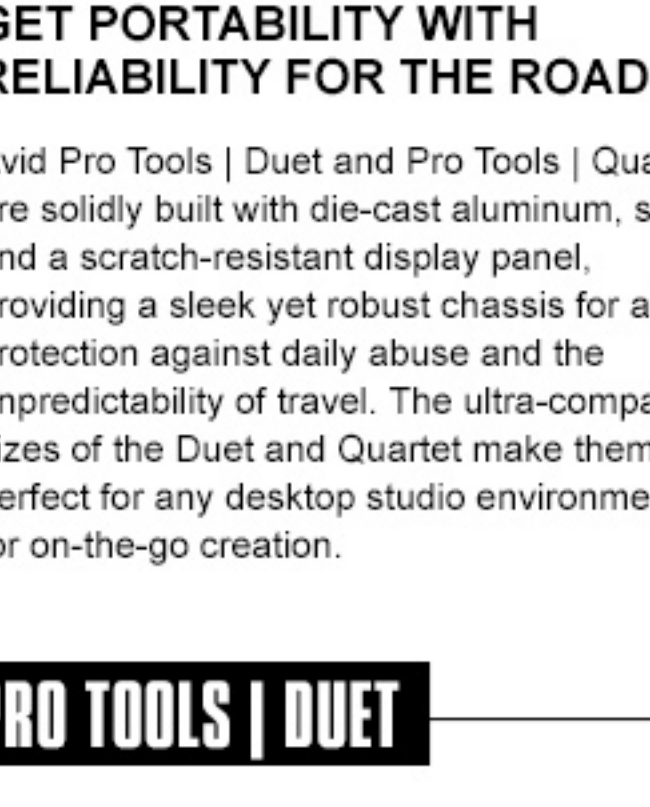 GET PORTABILITY WITH
RELIABILITY FOR THE ROAD
vid Pro Tools | Duet and Pro Tools | Qua
re solidly built with die-cast aluminum, s
nd a scratch-resistant display panel,
roviding a sleek yet robust chassis for a
rotection against daily abuse and the
npredictability of travel. The ultra-compa
izes of the Duet and Quartet make them
erfect for any desktop studio environme
or on-the-go creation.
PRO TOOLS | DUET